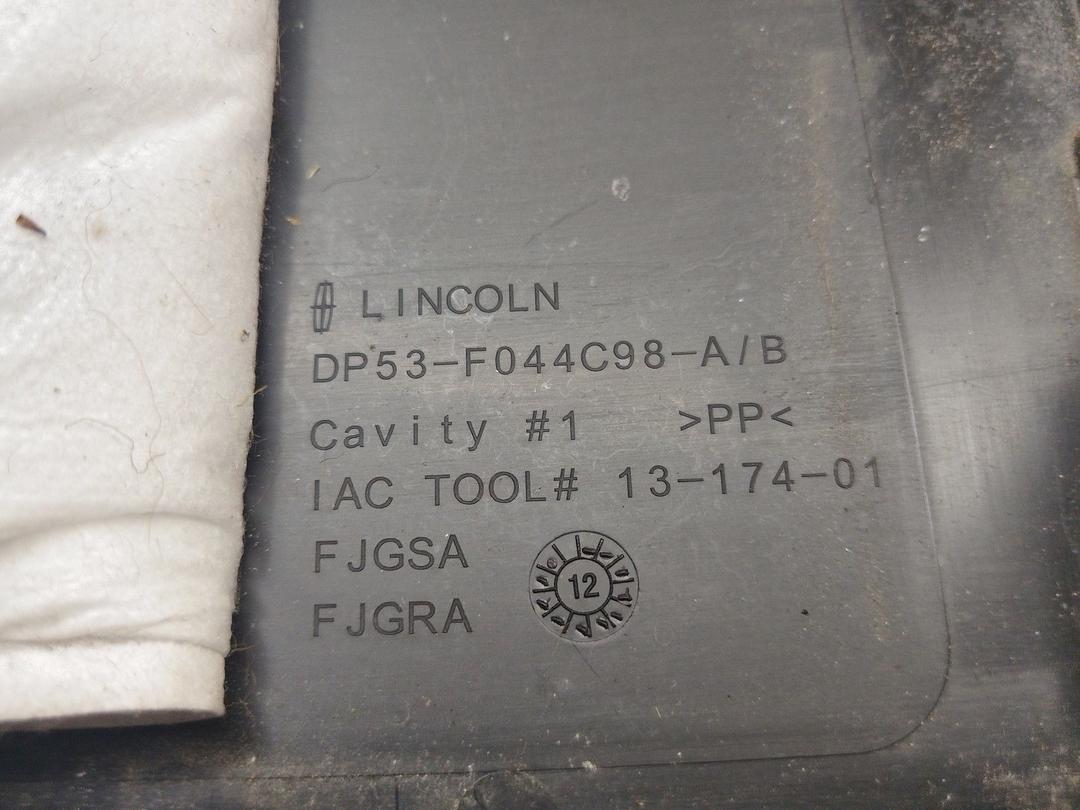 LINCOLN
DP53-F044C98-A/B
Cavity #1 >PP<
IAC TOOL# 13-174-01
FJGSA
FJGRA
12